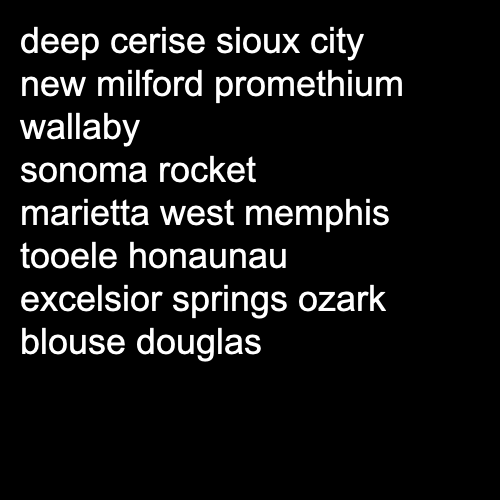 deep cerise sioux city
new milford promethium
wallaby
sonoma rocket
marietta west memphis
tooele honaunau
excelsior springs ozark
blouse douglas